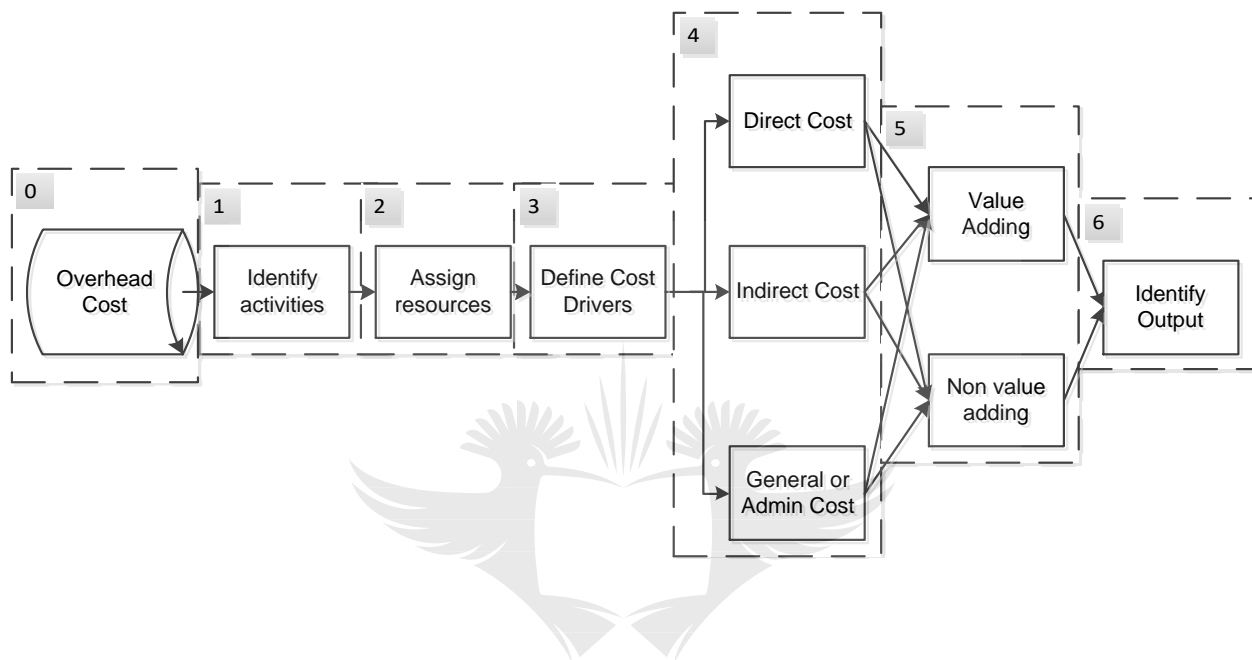 0
Overhead
Cost
1
Identify
activities
2
Assign
resources
3
Define Cost
Drivers
4
Direct Cost
Indirect Cost
General or
Admin Cost
5
Value
Adding
Non value
adding
6
Identify
Output